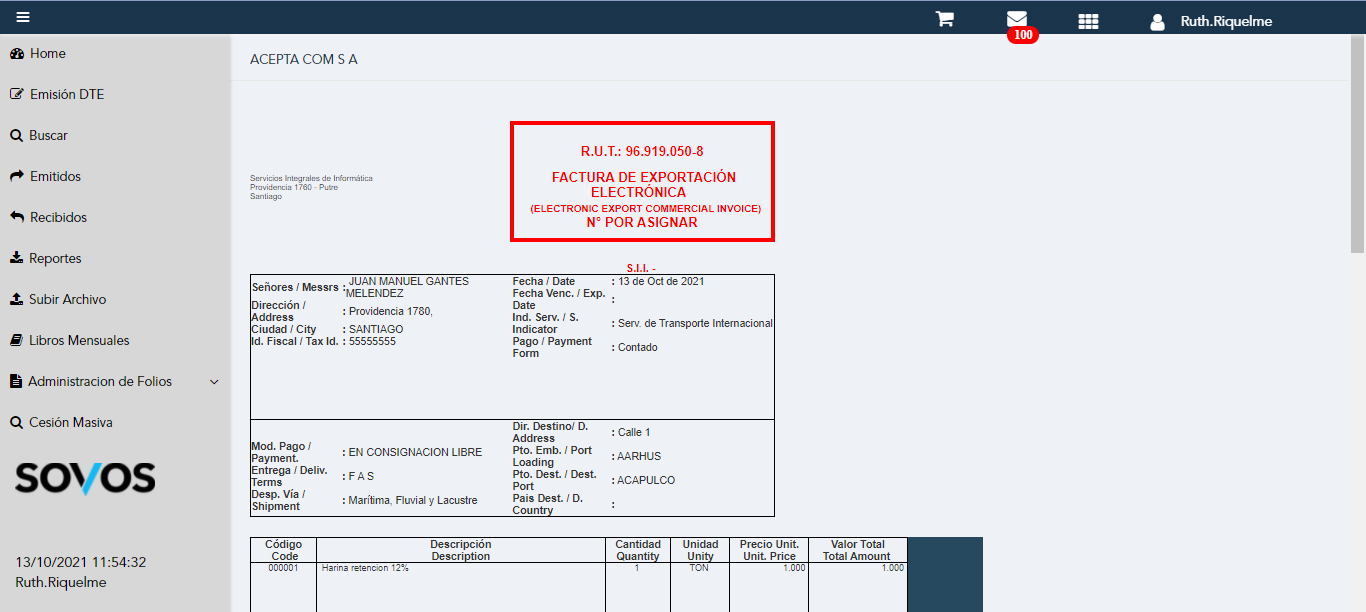 Ruth.Riquelme
100
Home
Emisión DTE
Buscar
Emitidos
Recibidos
Reportes
Subir Archivo
Libros Mensuales
Administracion de Folios
Cesión Masiva
SOVOS
13/10/2021 11:54:32
Ruth.Riquelme
ACEPTA COM S A
Servicios Integrales de Informática
Providencia 1760 - Putre
Santiago
R.U.T.: 96.919.050-8
FACTURA DE EXPORTACIÓN
ELECTRÓNICA
(ELECTRONIC EXPORT COMMERCIAL INVOICE)
N° POR ASIGNAR
S.I.I. -
Señores / Messrs : JUAN MANUEL GANTES
MELENDEZ
Dirección /
Address : Providencia 1780,
Ciudad / City : SANTIAGO
Id. Fiscal / Tax Id. : 55555555
Fecha / Date : 13 de Oct de 2021
Fecha Venc. / Exp.
Date :
Ind. Serv. / S.
Indicator : Serv. de Transporte Internacional
Pago / Payment
Form : Contado
Mod. Pago /
Payment. : EN CONSIGNACION LIBRE
Entrega / Deliv.
Terms : F A S
Desp. Vía /
Shipment : Marítima, Fluvial y Lacustre
Dir. Destino/ D.
Address : Calle 1
Pto. Emb. / Port
Loading : AARHUS
Pto. Dest. / Dest.
Port : ACAPULCO
Pais Dest. / D.
Country :
Código Descripción Cantidad Unidad Precio Unit. Valor Total
Code Description Quantity Unity Unit. Price Total Amount
000001 Harina retencion 12% 1 TON 1.000 1.000